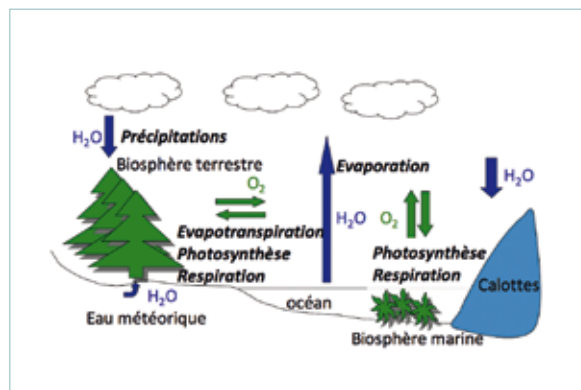 H₂O
Précipitations
Biosphère terrestre
O₂
Evapotranspiration
Photosynthèse
Respiration
H₂O
Eau météorique
Evaporation
H₂O
océan
O₂
Photosynthèse
Respiration
Biosphère marine
H₂O
Calottes